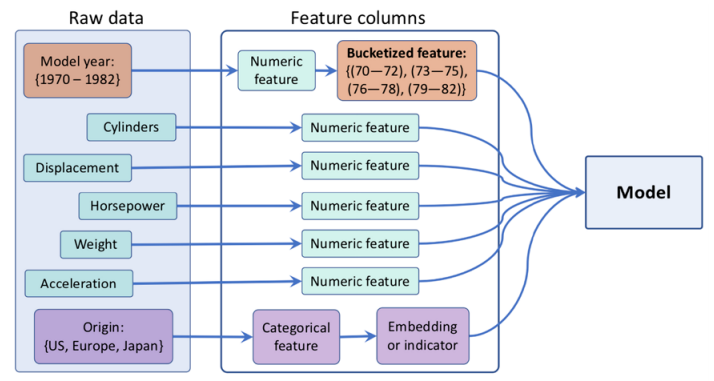 Raw data
Feature columns
Model year:
{1970 – 1982}
Numeric
feature
Bucketized feature:
{(70—72), (73—75),
(76—78), (79—82)}
Cylinders
Numeric feature
Displacement
Numeric feature
Horsepower
Numeric feature
Weight
Numeric feature
Acceleration
Numeric feature
Origin:
{US, Europe, Japan}
Categorical
feature
Embedding
or indicator
Model